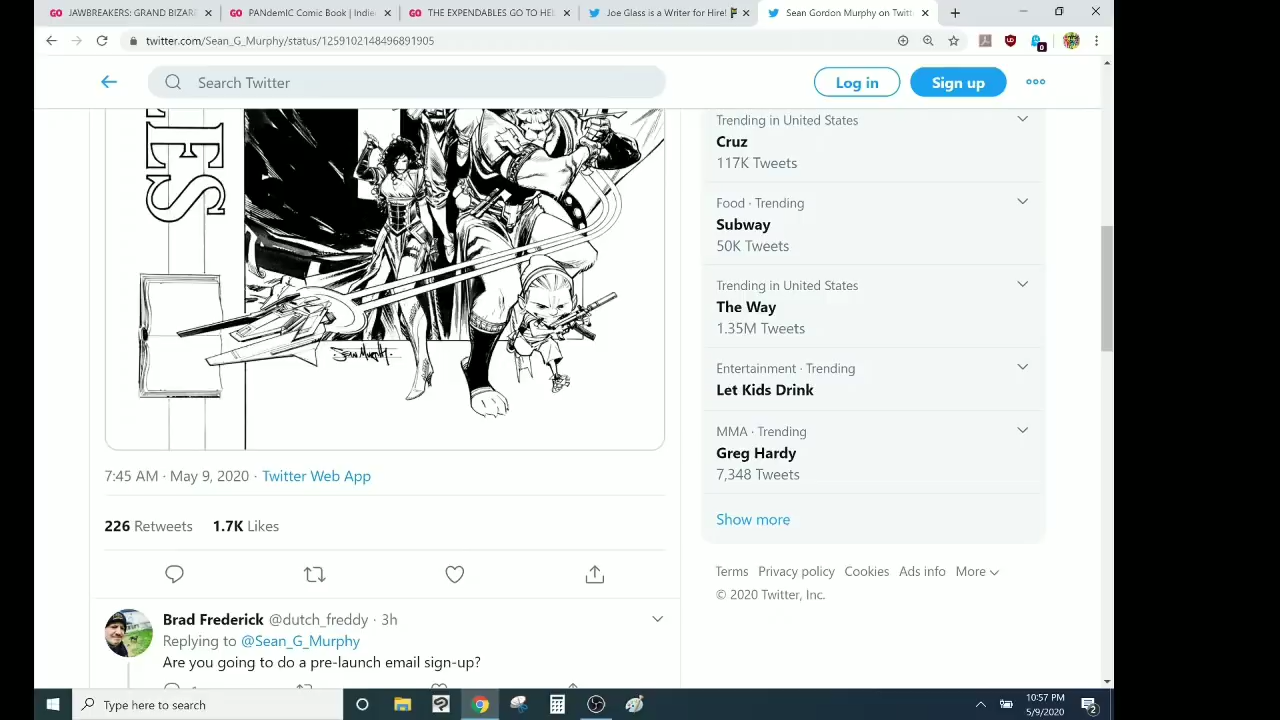 JAWBREAKERS: GRAND BIZARE
PANdemIC Comic Book | Indie
THE EXPENDABLES GO TO HEL
Joe Glass is a Writer for Hire!
Sean Gordon Murphy on Twitt
twitter.com/Sean_G_Murphy/status/1259102148496891905
Search Twitter
Log in
Sign up
Trending in United States
Cruz
117K Tweets
Food · Trending
Subway
50K Tweets
Trending in United States
The Way
1.35M Tweets
Entertainment · Trending
Let Kids Drink
MMA · Trending
Greg Hardy
7,348 Tweets
Show more
Terms Privacy policy Cookies Ads info More
© 2020 Twitter, Inc.
ES
SEAN MURPHY
7:45 AM · May 9, 2020 · Twitter Web App
226 Retweets 1.7K Likes
Brad Frederick @dutch_freddy · 3h
Replying to @Sean_G_Murphy
Are you going to do a pre-launch email sign-up?
Type here to search
10:57 PM
5/9/2020